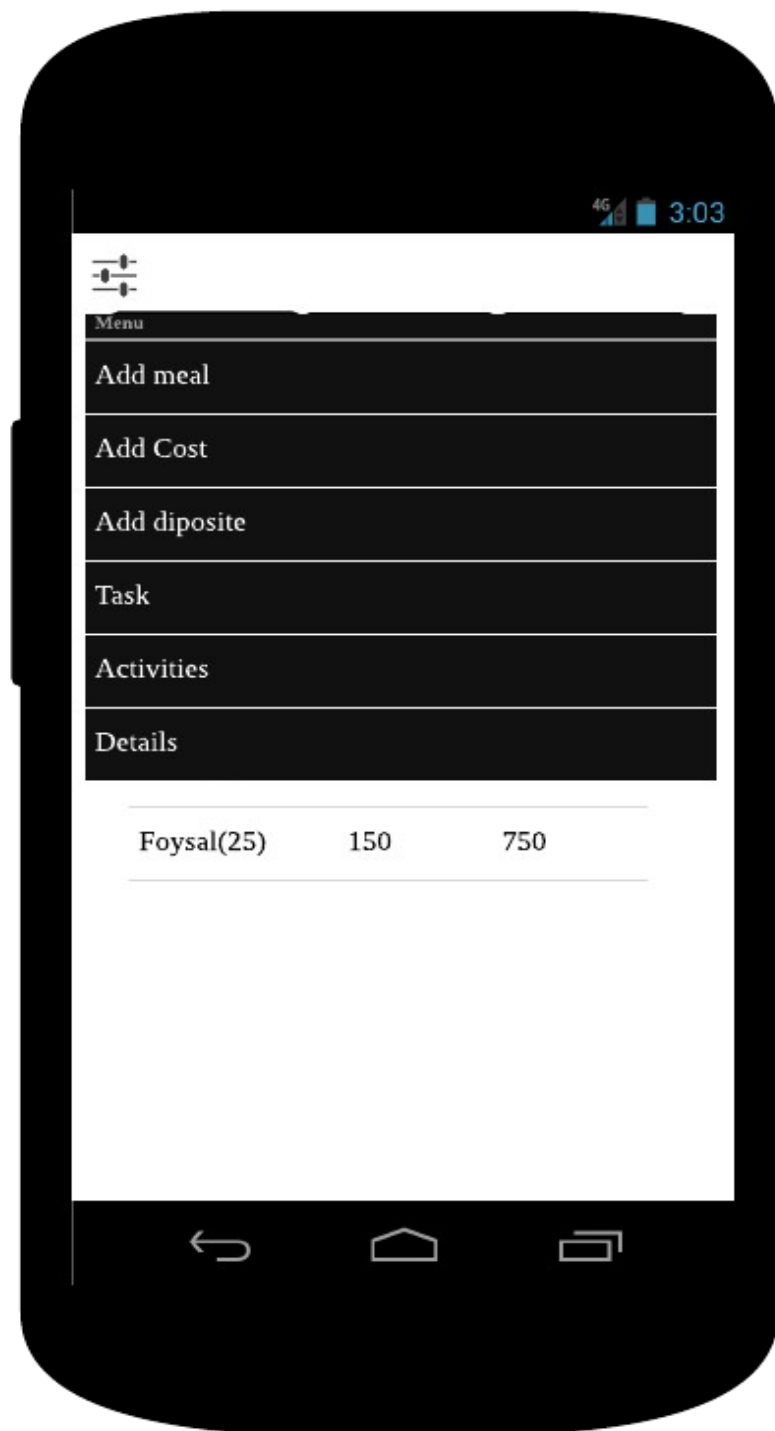 4G 3:03
Menu
Add meal
Add Cost
Add diposite
Task
Activities
Details
Foysal(25) 150 750